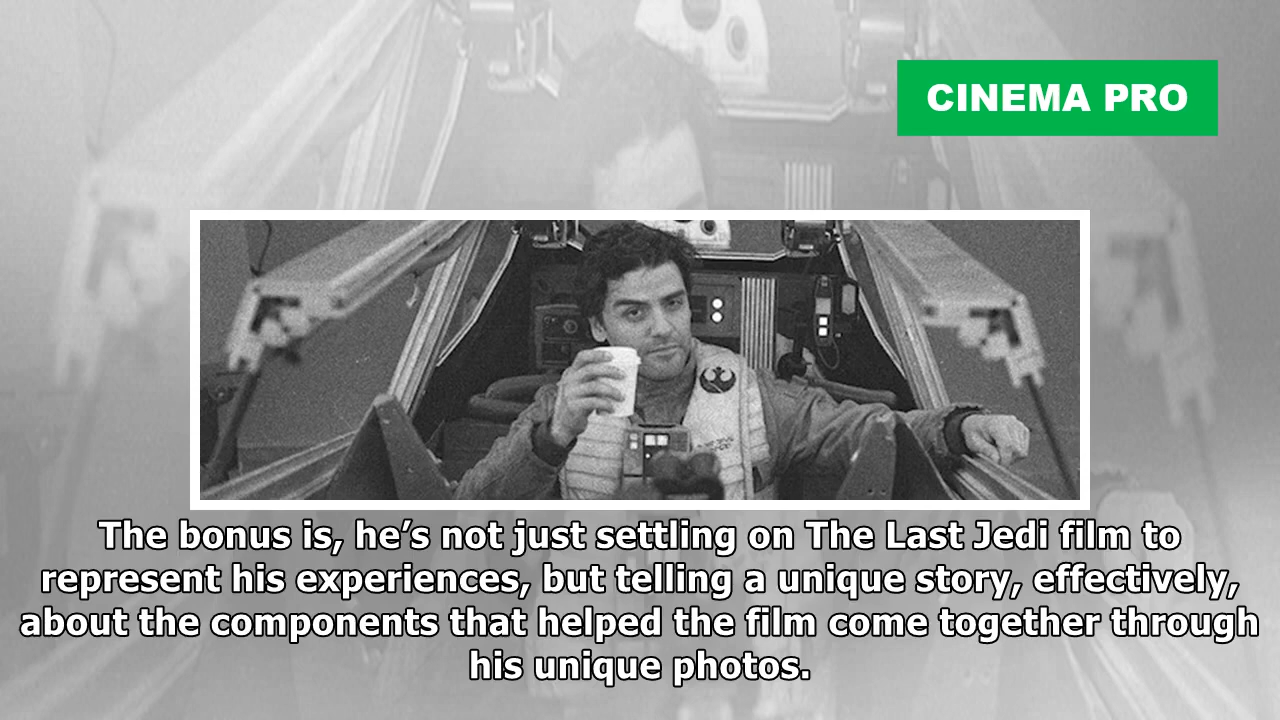 CINEMA PRO
The bonus is, he’s not just settling on The Last Jedi film to
represent his experiences, but telling a unique story, effectively,
about the components that helped the film come together through
his unique photos.